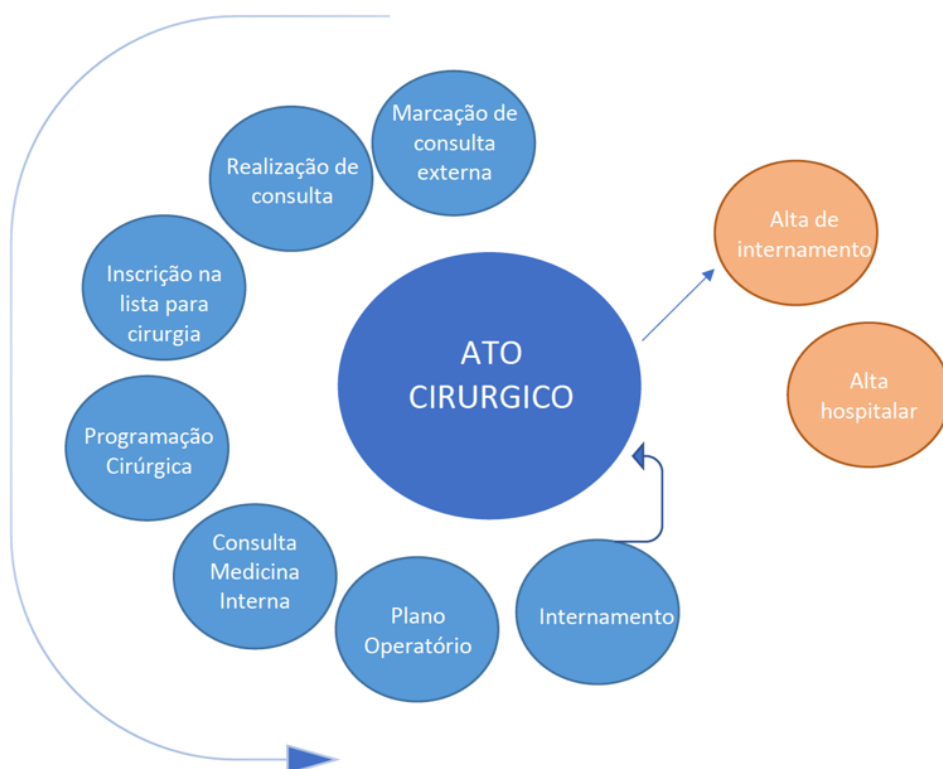 Marcação de
consulta
externa
Realização de
consulta
Inscrição na
lista para
cirurgia
Programação
Cirúrgica
Consulta
Medicina
Interna
Plano
Operatório
Internamento
ATO
CIRURGICO
Alta de
internamento
Alta
hospitalar